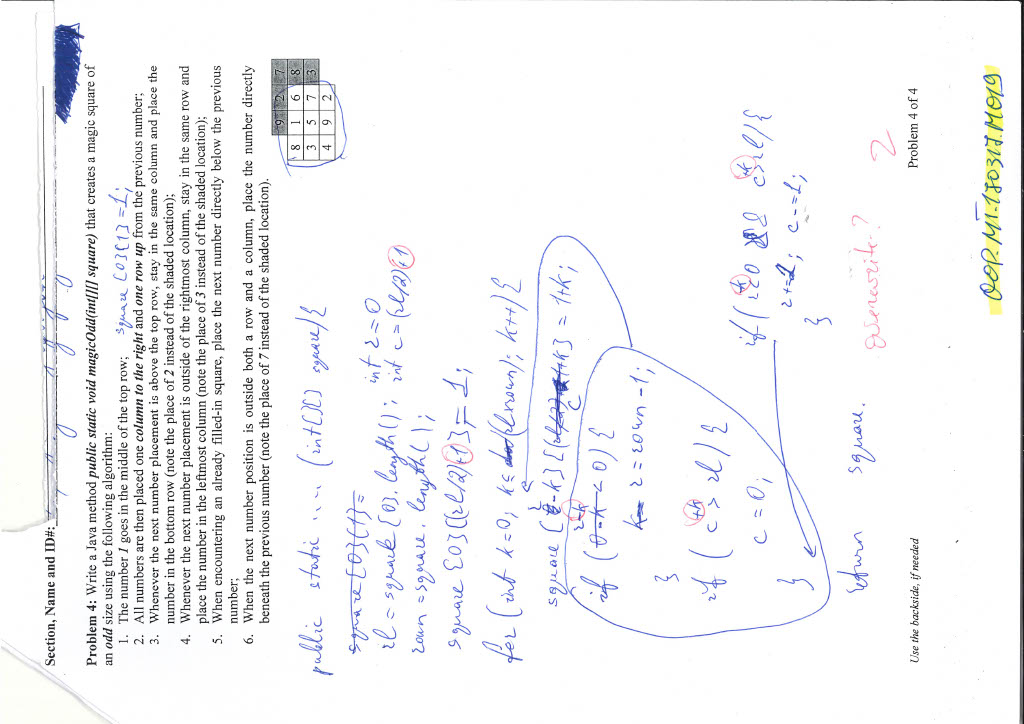 Section, Name and ID#:
Problem 4: Write a Java method public static void magicOdd(int[][] square) that creates a magic square of
an odd size using the following algorithm:
1. The number 1 goes in the middle of the top row; square [0][1] = 1;
2. All numbers are then placed one column to the right and one row up from the previous number;
3. Whenever the next number placement is above the top row, stay in the same column and place the
number in the bottom row (note the place of 2 instead of the shaded location);
4. Whenever the next number placement is outside of the rightmost column, stay in the same row and
place the number in the leftmost column (note the place of 3 instead of the shaded location);
5. When encountering an already filled-in square, place the next number directly below the previous
number;
6. When the next number position is outside both a row and a column, place the number directly
beneath the previous number (note the place of 7 instead of the shaded location).
9 2 7
8 1 6 8
3 5 7 3
4 9 2
public static .... (int[][] square){
square[0][1]=
int r = 0
rl = square [0]. length(); int c = (rl/2)+1
rown = square. length();
square [0][(rl/2)+1] = 1;
for (int k=0; k≤ (rl×rown); k++) {
square [r-k] [c+k] = 1+k;
r-k
if (0-k < 0) {
r = rown -1;
}
if ( c+k > rl) {
c = 0;
}
if ( r-k<0 && c+k>rl) {
r+=2; c-=1;
}
return square.
overewrite?
2
Use the backside, if needed
Problem 4 of 4
OOP.MT.170317.M019